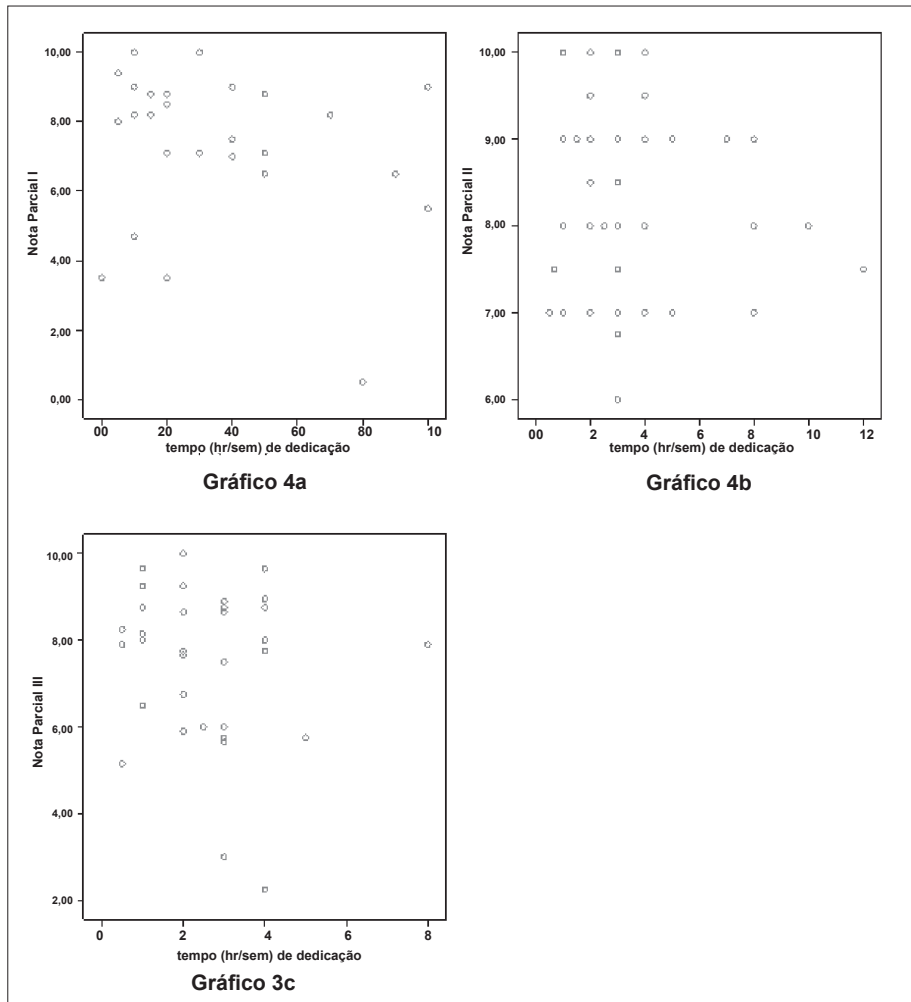 10,00
8,00
6,00
4,00
2,00
0,00
Nota Parcial I
00 20 40 60 80 10
tempo (hr/sem) de dedicação
Gráfico 4a
10,00
9,00
8,00
7,00
6,00
Nota Parcial II
00 2 4 6 8 10 12
tempo (hr/sem) de dedicação
Gráfico 4b
10,00
8,00
6,00
4,00
2,00
Nota Parcial III
0 2 4 6 8
tempo (hr/sem) de dedicação
Gráfico 3c